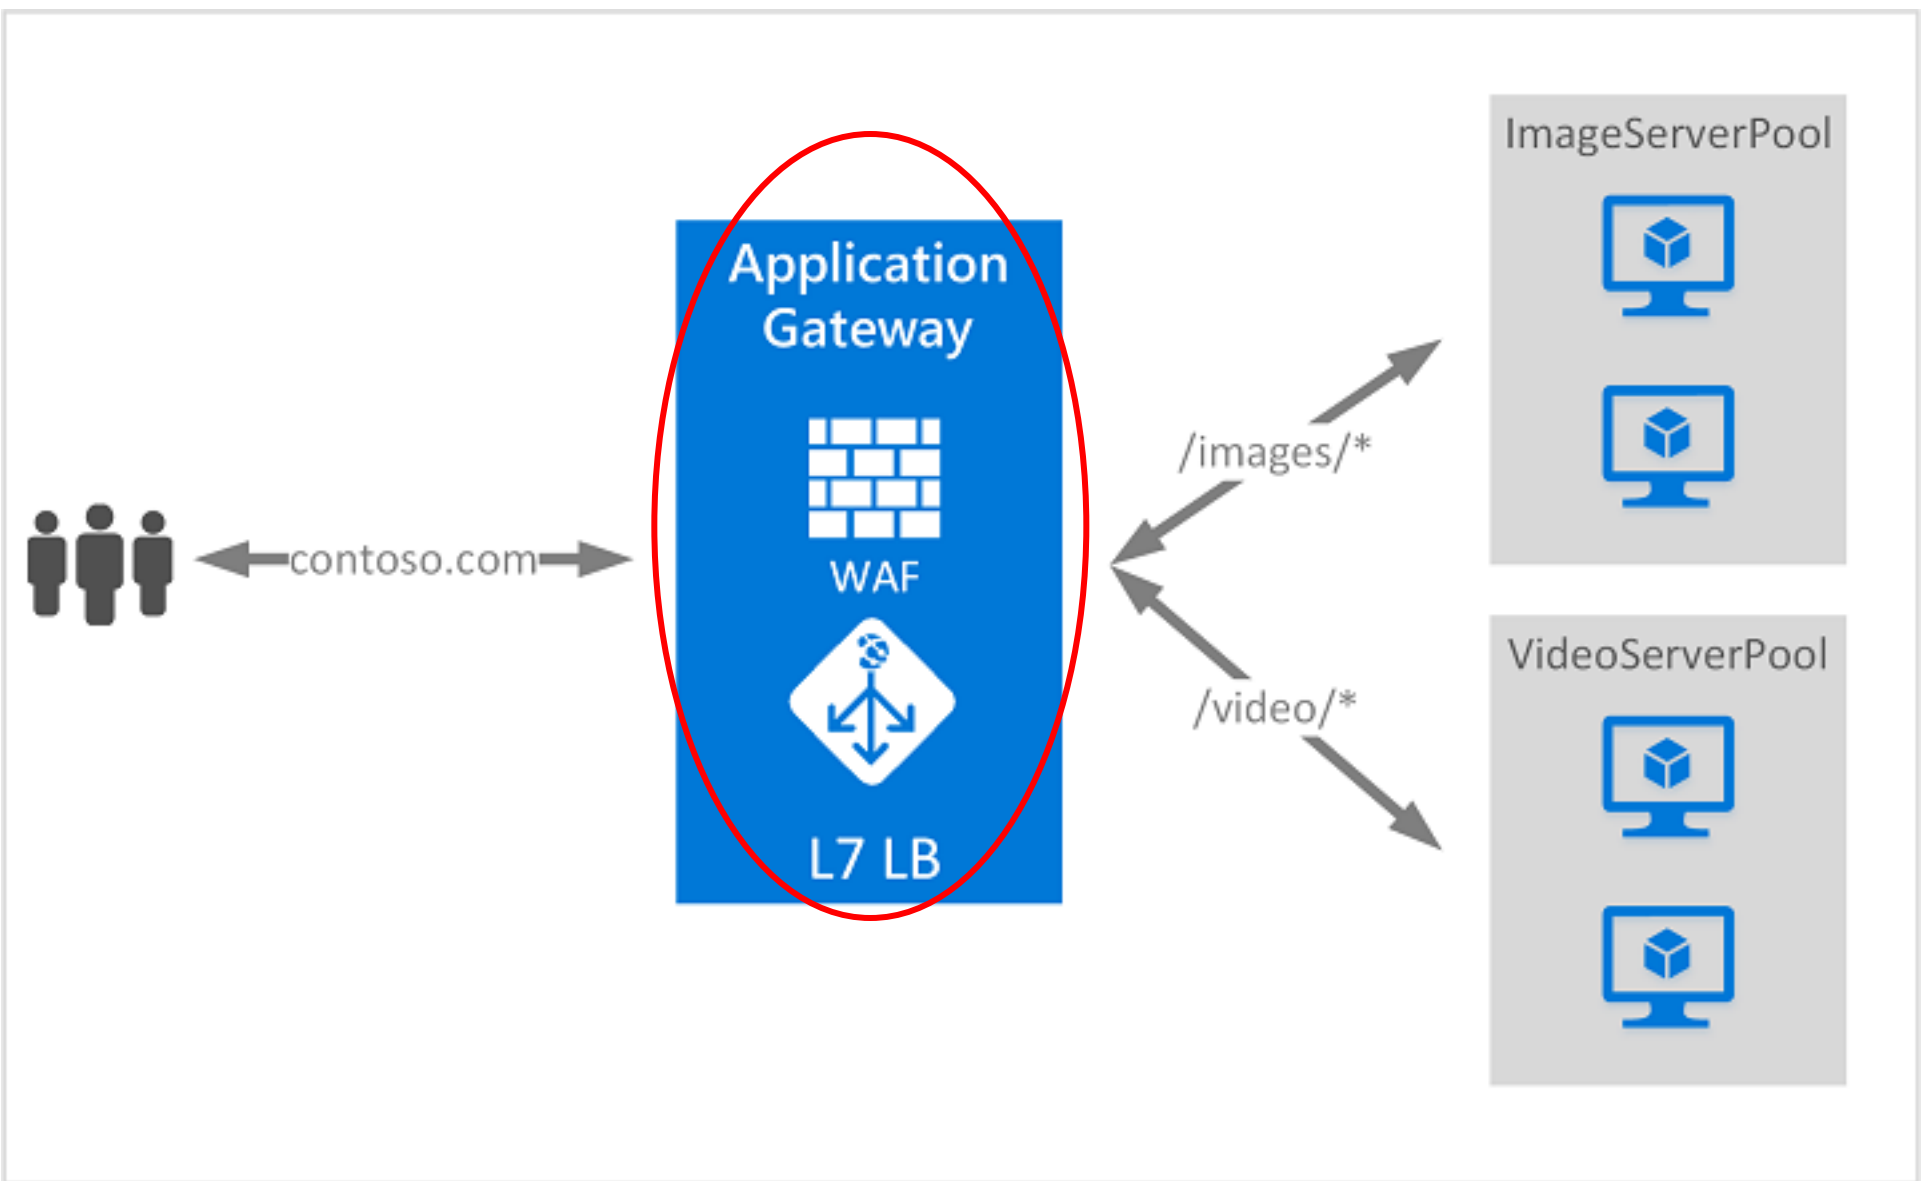 contoso.com
Application
Gateway
WAF
L7 LB
/images/*
/video/*
ImageServerPool
VideoServerPool